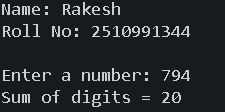 Name: Rakesh
Roll No: 2510991344
Enter a number: 794
Sum of digits = 20